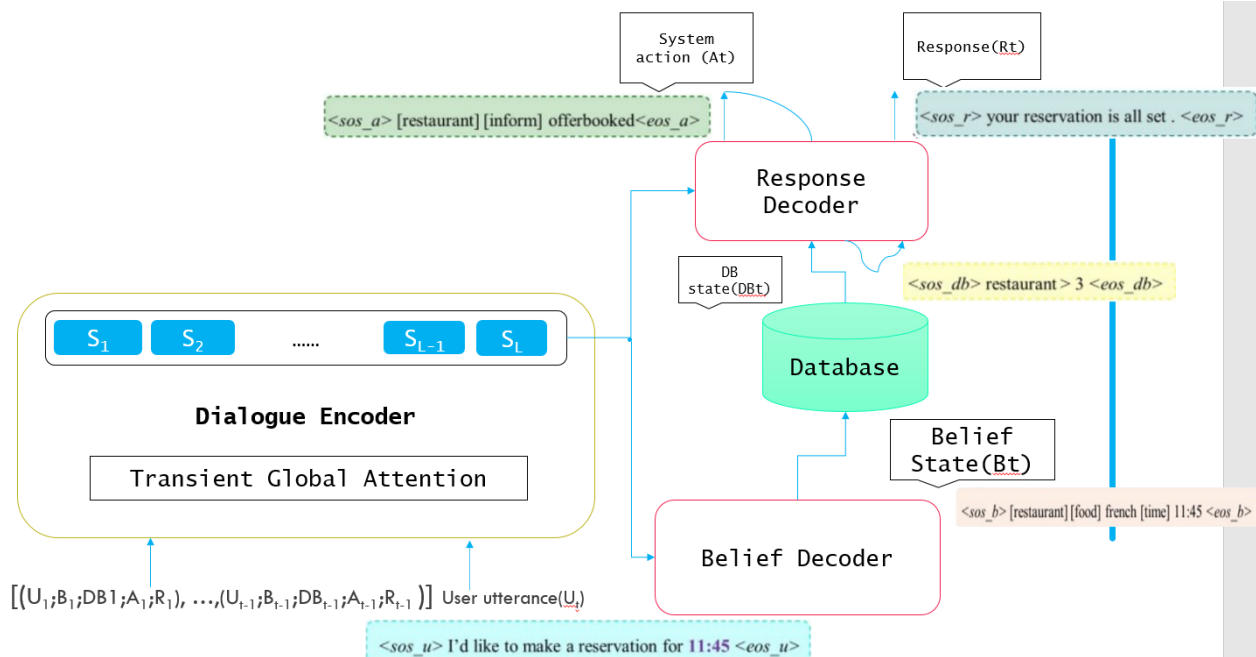 System
action (At)
Response(Rt)
<sos_a> [restaurant] [inform] offerbooked<eos_a>
<sos_r> your reservation is all set . <eos_r>
Response
Decoder
DB
state(DBt)
<sos_db> restaurant > 3 <eos_db>
S1 S2 ...... SL-1 SL
Database
Dialogue Encoder
Belief
State(Bt)
Transient Global Attention
<sos_b> [restaurant] [food] french [time] 11:45 <eos_b>
Belief Decoder
[(U1;B1;DB1;A1;R1), ...,(Ut-1;Bt-1;DBt-1;At-1;Rt-1 )] User utterance(Ut)
<sos_u> I’d like to make a reservation for 11:45 <eos_u>